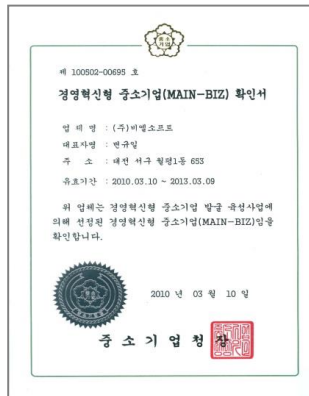 제 100502-00695 호
경영혁신형 중소기업(MAIN-BIZ) 확인서
업 체 명 : (주)비엘소프트
대표자명 : 변규일
주 소 : 대전 서구 월평1동 653
유효기간 : 2010.03.10 ~ 2013.03.09
위 업체는 경영혁신형 중소기업 발굴 육성사업에
의해 선정된 경영혁신형 중소기업(MAIN-BIZ)임을
확인합니다.
2010 년 03 월 10 일
중 소 기 업 청 장